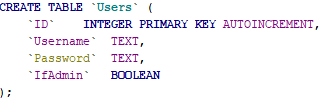 CREATE TABLE `Users` (
    `ID`    INTEGER PRIMARY KEY AUTOINCREMENT,
    `Username`  TEXT,
    `Password`  TEXT,
    `IfAdmin`   BOOLEAN
);